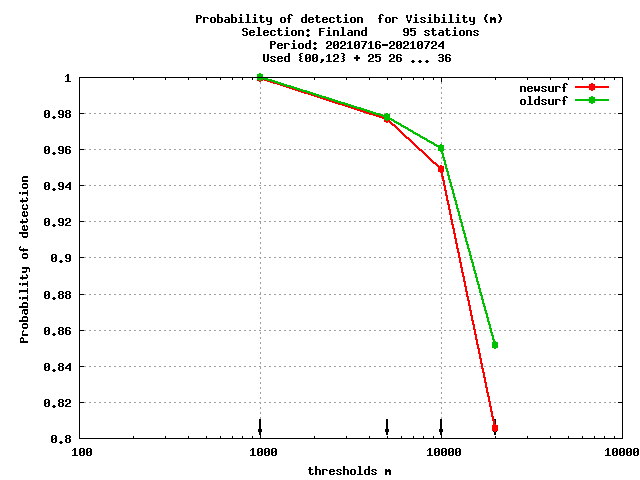 Probability of detection  for Visibility (m)
Selection: Finland     95 stations
Period: 20210716-20210724
Used {00,12} + 25 26 ... 36
newsurf
oldsurf
Probability of detection
1
0.98
0.96
0.94
0.92
0.9
0.88
0.86
0.84
0.82
0.8
100 1000 10000 10000
thresholds m